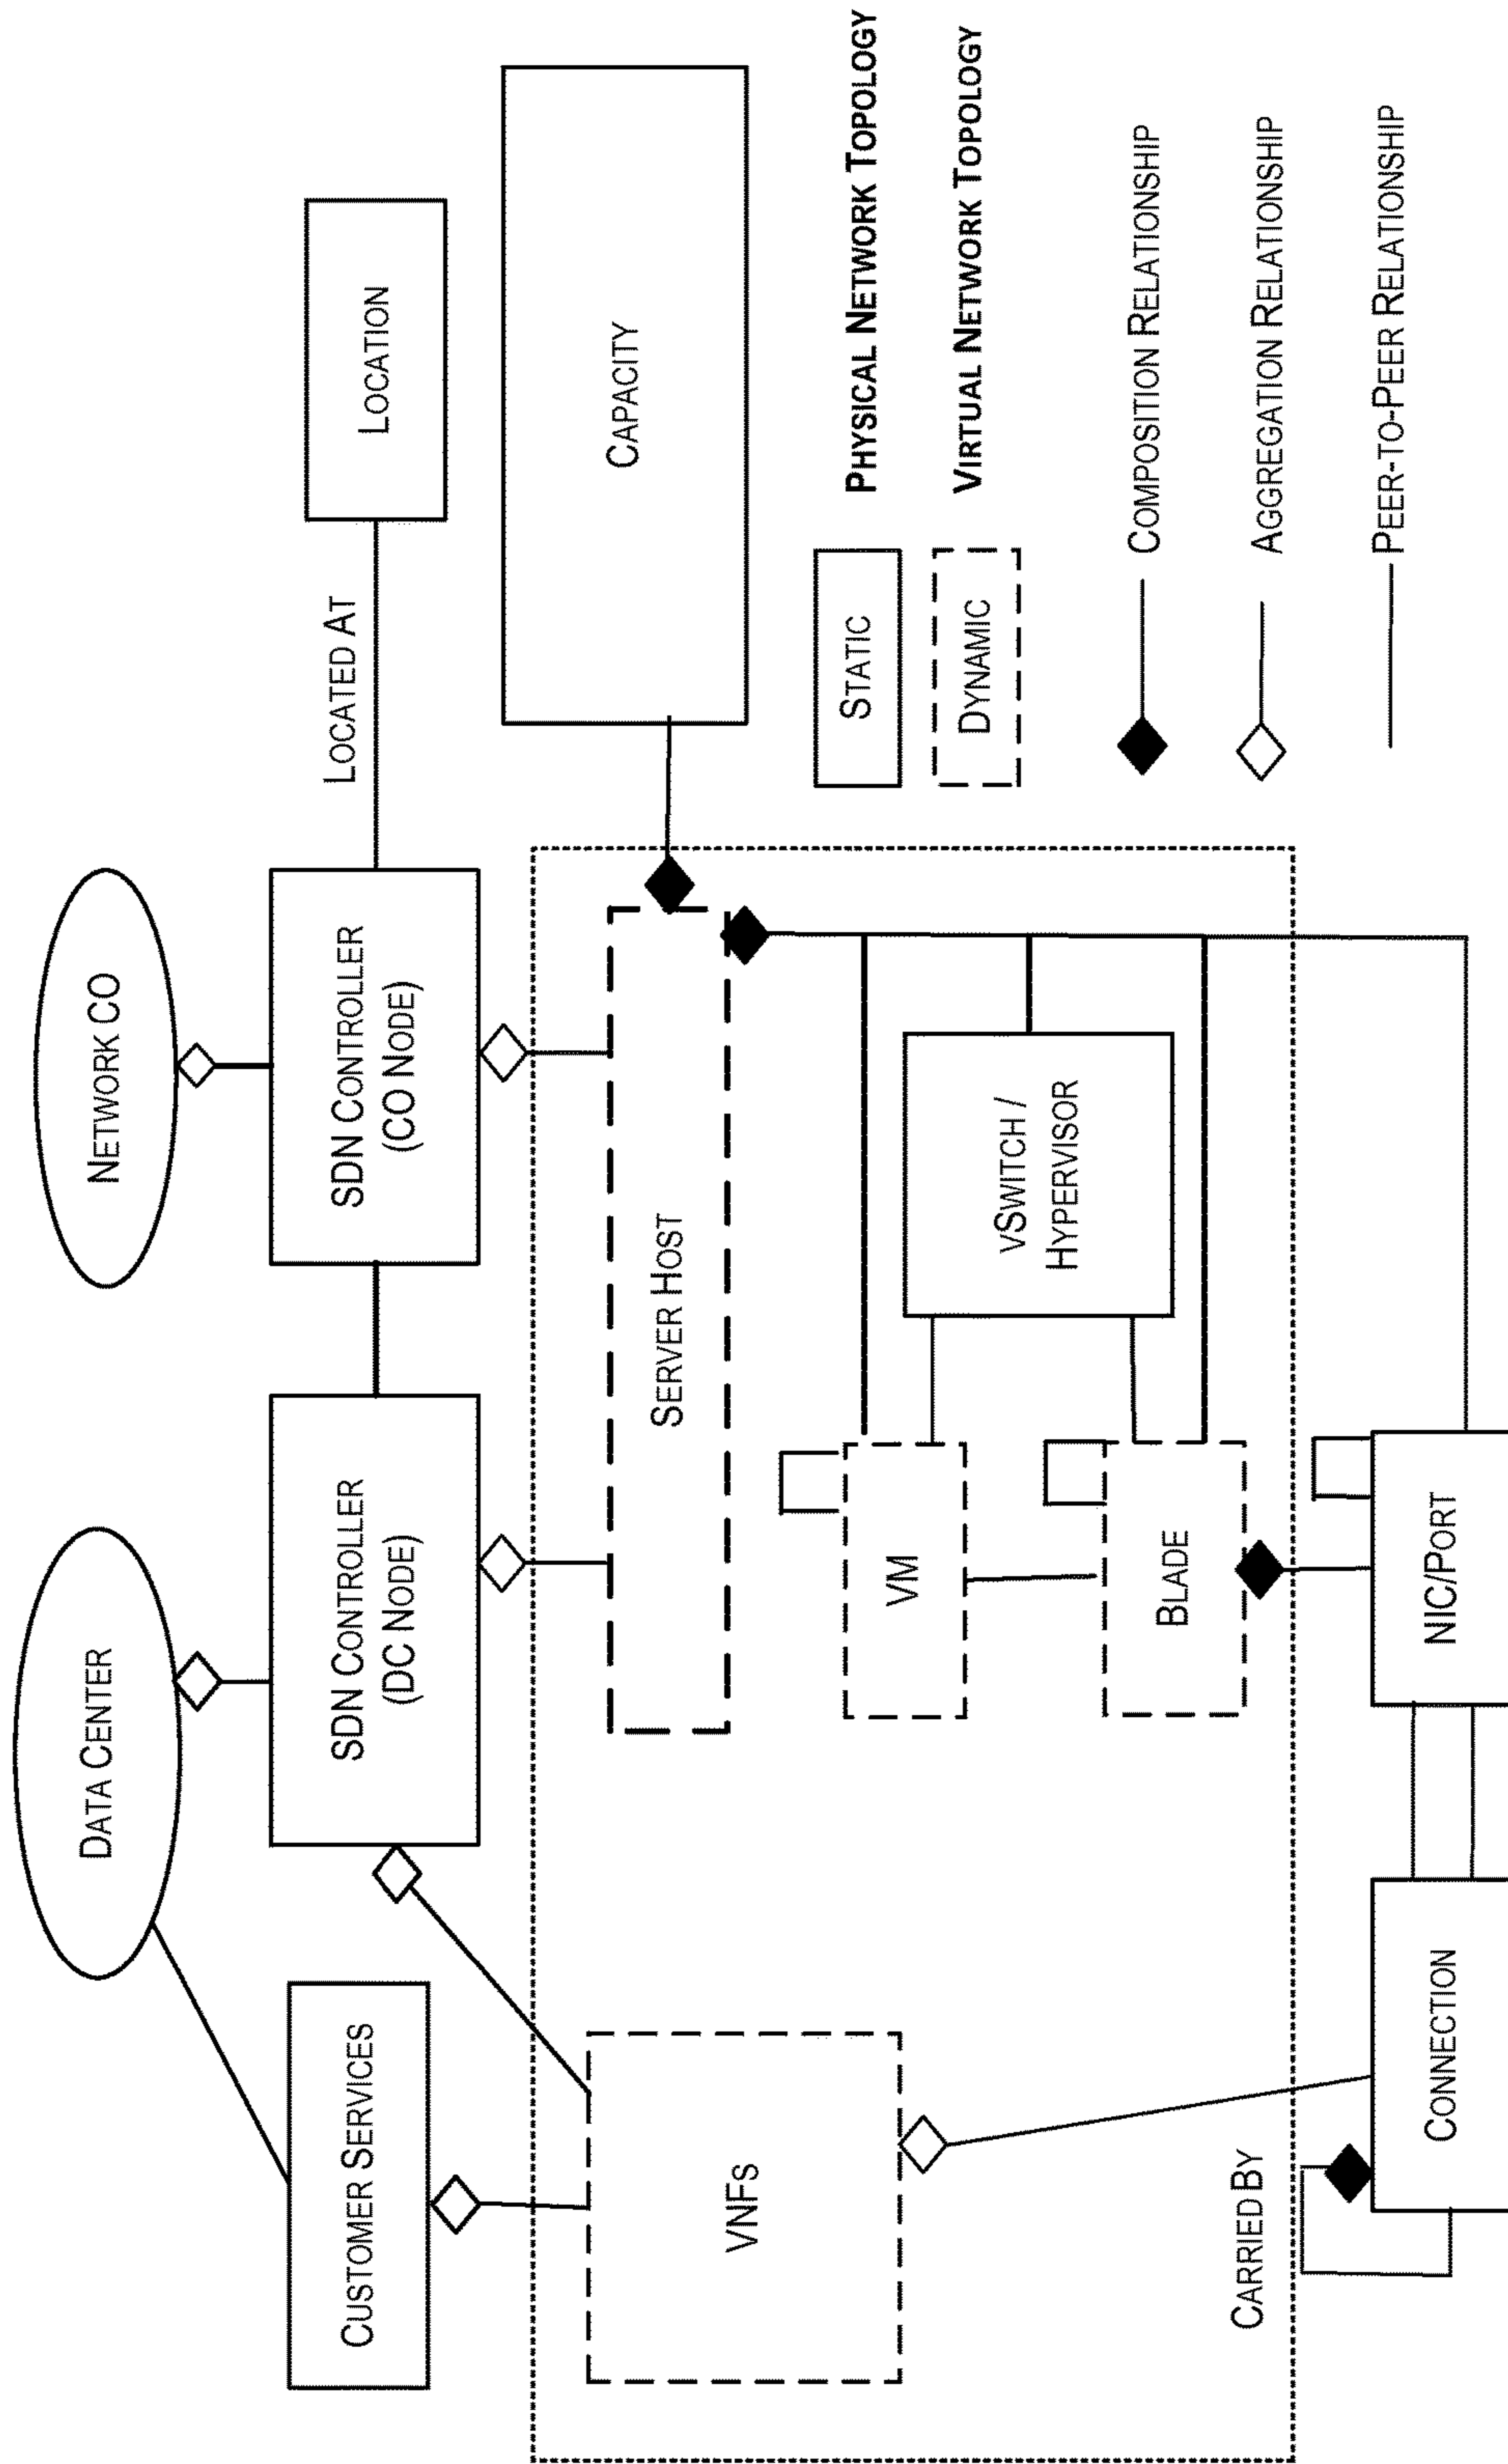 DATA CENTER
NETWORK CO
CUSTOMER SERVICES
SDN CONTROLLER
(DC NODE)
SDN CONTROLLER
(CO NODE)
LOCATED AT
LOCATION
CAPACITY
SERVER HOST
VNFS
VM
VSWITCH /
HYPERVISOR
BLADE
CARRIED BY
CONNECTION
NIC/PORT
STATIC
PHYSICAL NETWORK TOPOLOGY
DYNAMIC
VIRTUAL NETWORK TOPOLOGY
COMPOSITION RELATIONSHIP
AGGREGATION RELATIONSHIP
PEER-TO-PEER RELATIONSHIP